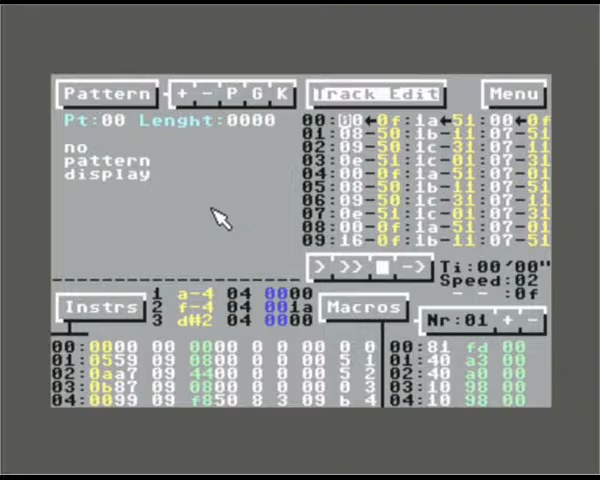 Pattern + - P G K Track Edit Menu
Pt:00 Lenght:0000
no
pattern
display
00:00←0f:1a←51:00←0f
01:08-50:1b-11:07-51
02:09-50:1c-31:07-11
03:0e-51:1c-01:07-31
04:00-0f:1a-51:00-0f
05:08-50:1b-11:07-51
06:09-50:1c-31:07-11
07:0e-51:1c-01:07-31
08:00-0f:1a-51:00-0f
09:16-0f:1b-11:07-51
> >> ■ ->
Ti:00'00"
Speed:02
- - :0f
1 a-4 04 0000
2 f-4 04 001a
3 d#2 04 0000
Instrs Macros Nr:01 + -
00:0000 00 0000 0 0 00 0 0
01:0559 09 0800 0 0 00 5 1
02:0aa7 09 4400 0 0 00 5 2
03:0b87 09 0800 0 0 00 0 3
04:0099 09 f850 8 3 09 b 4
00:81 fd 00
01:40 a3 00
02:40 a0 00
03:10 98 00
04:10 98 00